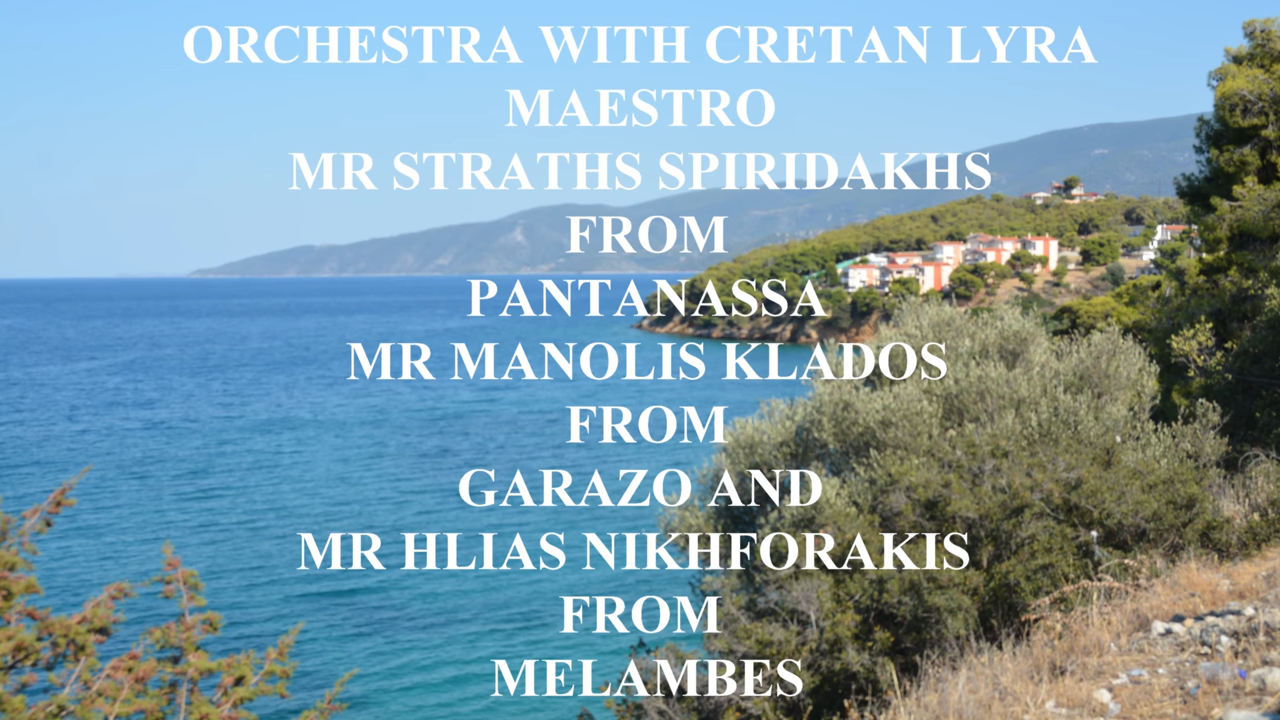 ORCHESTRA WITH CRETAN LYRA
MAESTRO
MR STRATHS SPIRIDAKHS
FROM
PANTANASSA
MR MANOLIS KLADOS
FROM
GARAZO AND
MR HLIAS NIKHFORAKIS
FROM
MELAMBES